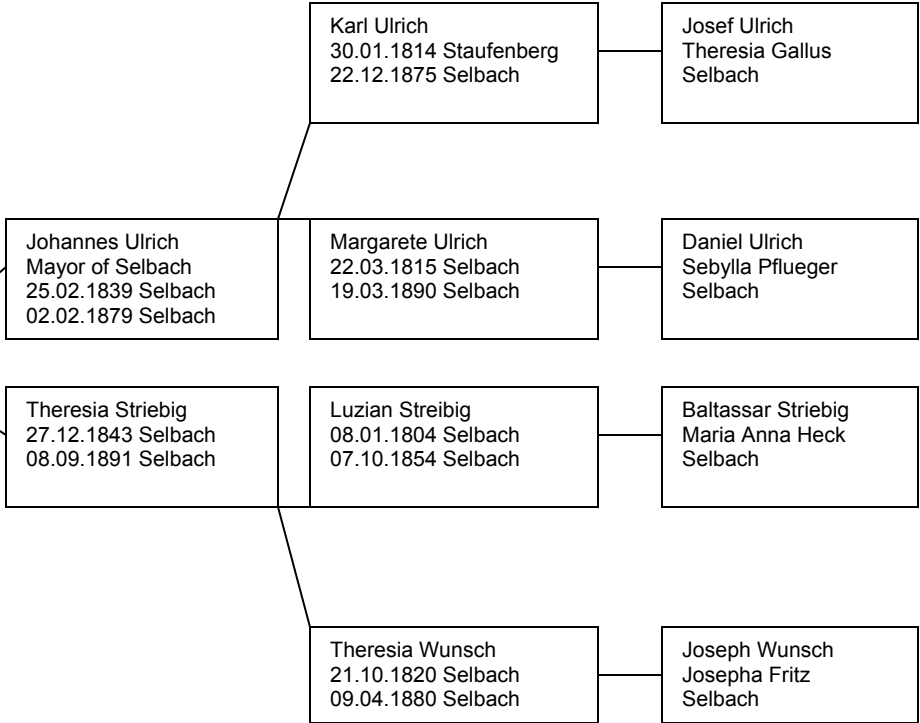 Karl Ulrich
30.01.1814 Staufenberg
22.12.1875 Selbach
Josef Ulrich
Theresia Gallus
Selbach
Johannes Ulrich
Mayor of Selbach
25.02.1839 Selbach
02.02.1879 Selbach
Margarete Ulrich
22.03.1815 Selbach
19.03.1890 Selbach
Daniel Ulrich
Sebylla Pflueger
Selbach
Theresia Striebig
27.12.1843 Selbach
08.09.1891 Selbach
Luzian Streibig
08.01.1804 Selbach
07.10.1854 Selbach
Baltassar Striebig
Maria Anna Heck
Selbach
Theresia Wunsch
21.10.1820 Selbach
09.04.1880 Selbach
Joseph Wunsch
Josepha Fritz
Selbach